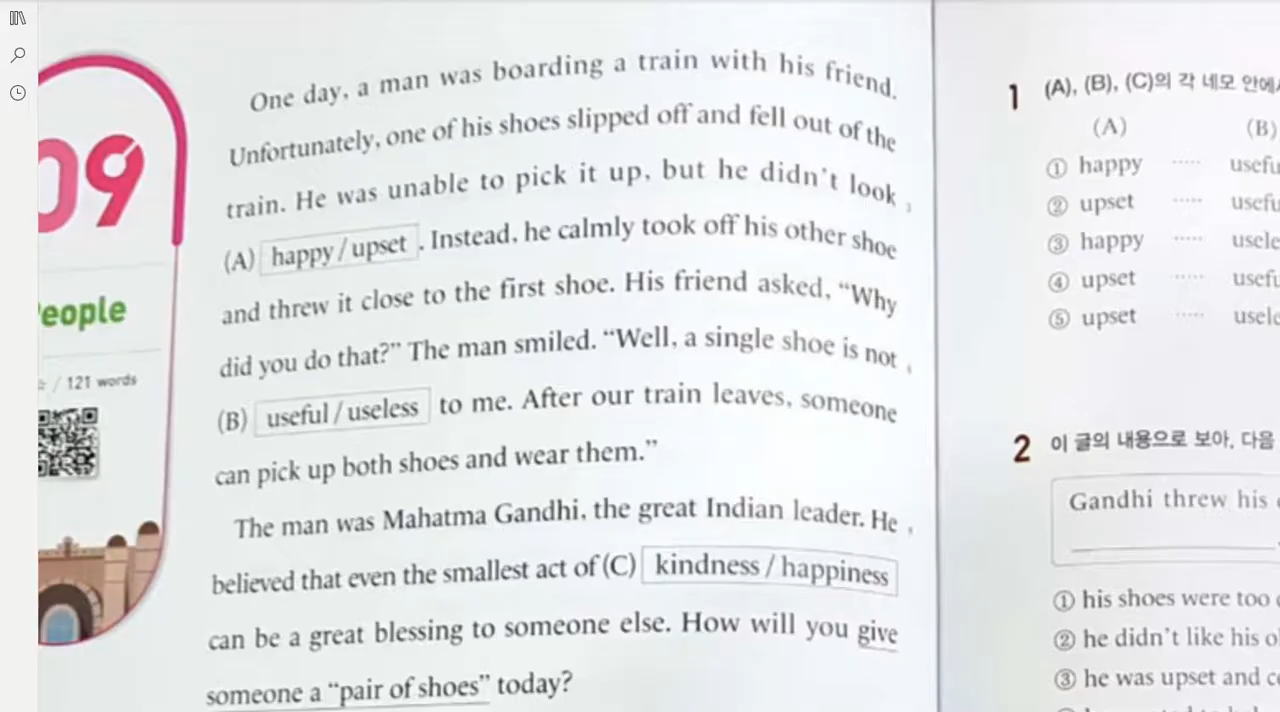 09
People
/ 121 words
One day, a man was boarding a train with his friend.
Unfortunately, one of his shoes slipped off and fell out of the
train. He was unable to pick it up, but he didn't look
(A) happy / upset . Instead, he calmly took off his other shoe
and threw it close to the first shoe. His friend asked, “Why
did you do that?” The man smiled. “Well, a single shoe is not
(B) useful / useless to me. After our train leaves, someone
can pick up both shoes and wear them.”
The man was Mahatma Gandhi, the great Indian leader. He
believed that even the smallest act of (C) kindness / happiness
can be a great blessing to someone else. How will you give
someone a “pair of shoes” today?
1 (A), (B), (C)의 각 네모 안에서
(A) (B)
① happy ····· usefu
② upset ····· usefu
③ happy ····· usele
④ upset ····· usefu
⑤ upset ····· usele
2 이 글의 내용으로 보아, 다음
Gandhi threw his
① his shoes were too
② he didn't like his
③ he was upset and